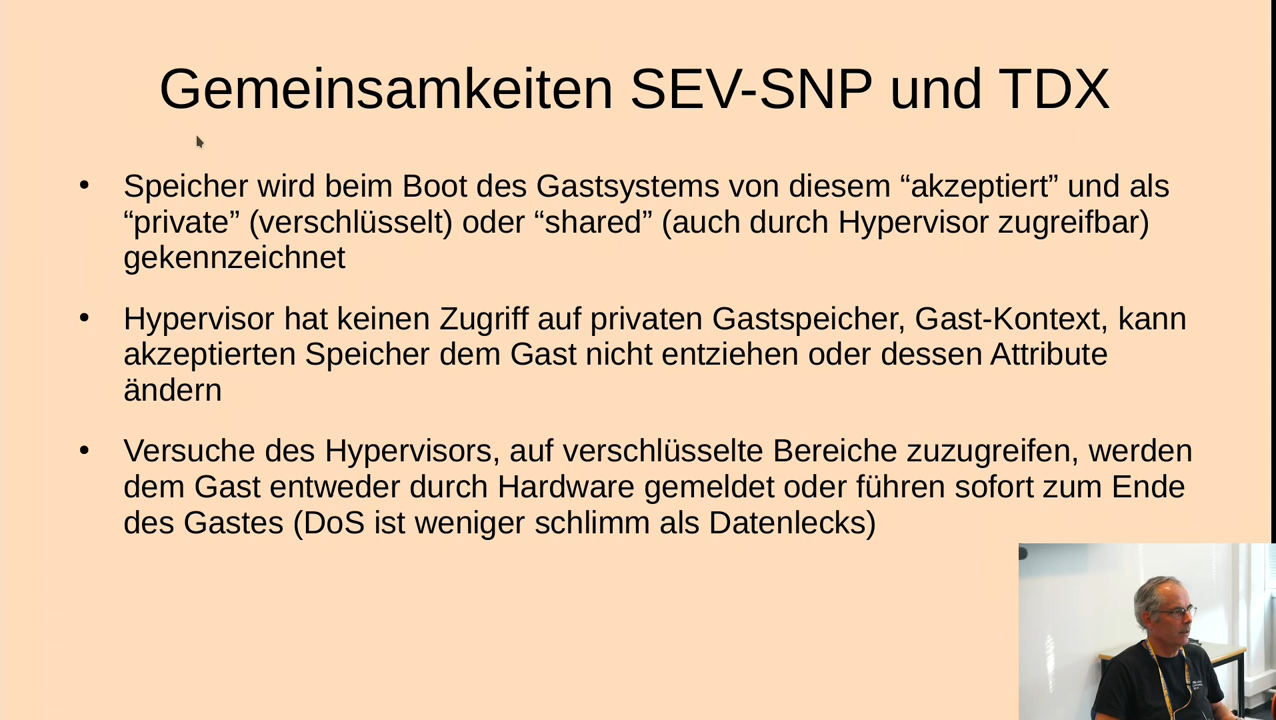 Gemeinsamkeiten SEV-SNP und TDX
• Speicher wird beim Boot des Gastsystems von diesem “akzeptiert” und als
“private” (verschlüsselt) oder “shared” (auch durch Hypervisor zugreifbar)
gekennzeichnet
• Hypervisor hat keinen Zugriff auf privaten Gastspeicher, Gast-Kontext, kann
akzeptierten Speicher dem Gast nicht entziehen oder dessen Attribute
ändern
• Versuche des Hypervisors, auf verschlüsselte Bereiche zuzugreifen, werden
dem Gast entweder durch Hardware gemeldet oder führen sofort zum Ende
des Gastes (DoS ist weniger schlimm als Datenlecks)